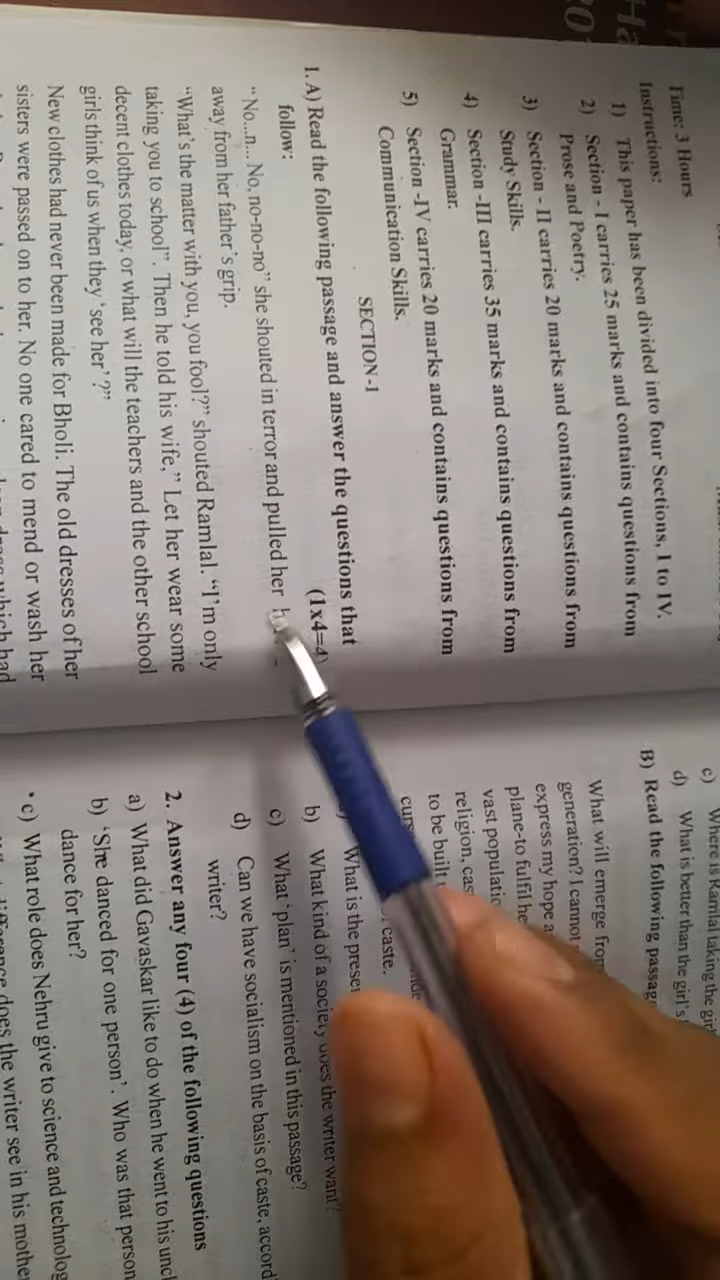 Time: 3 Hours
Instructions:
1) This paper has been divided into four Sections, I to IV.
2) Section - I carries 25 marks and contains questions from
Prose and Poetry.
3) Section - II carries 20 marks and contains questions from
Study Skills.
4) Section -III carries 35 marks and contains questions from
Grammar.
5) Section -IV carries 20 marks and contains questions from
Communication Skills.
SECTION-1
1. A) Read the following passage and answer the questions that
follow: (1x4=4)
"No...n... No, no-no-no" she shouted in terror and pulled her
away from her father's grip.
"What's the matter with you, you fool?" shouted Ramlal. "I'm only
taking you to school". Then he told his wife," Let her wear some
decent clothes today, or what will the teachers and the other school
girls think of us when they 'see her'?"
New clothes had never been made for Bholi. The old dresses of her
sisters were passed on to her. No one cared to mend or wash her
which had
c) Where is Ramlal taking the
d) What is better than the girl's
B) Read the following
What will emerge from
generation? I cannot
express my hope
plane-to fulfil
vast
religion,
to be built
caste.
What is the
b) What kind of a society does the writer want?
c) What 'plan' is mentioned in this passage?
d) Can we have socialism on the basis of caste,
writer?
2. Answer any four (4) of the following questions
a) What did Gavaskar like to do when he went to his
b) 'She danced for one person'. Who was that person
dance for her?
c) What role does Nehru give to science and
does the writer see in his